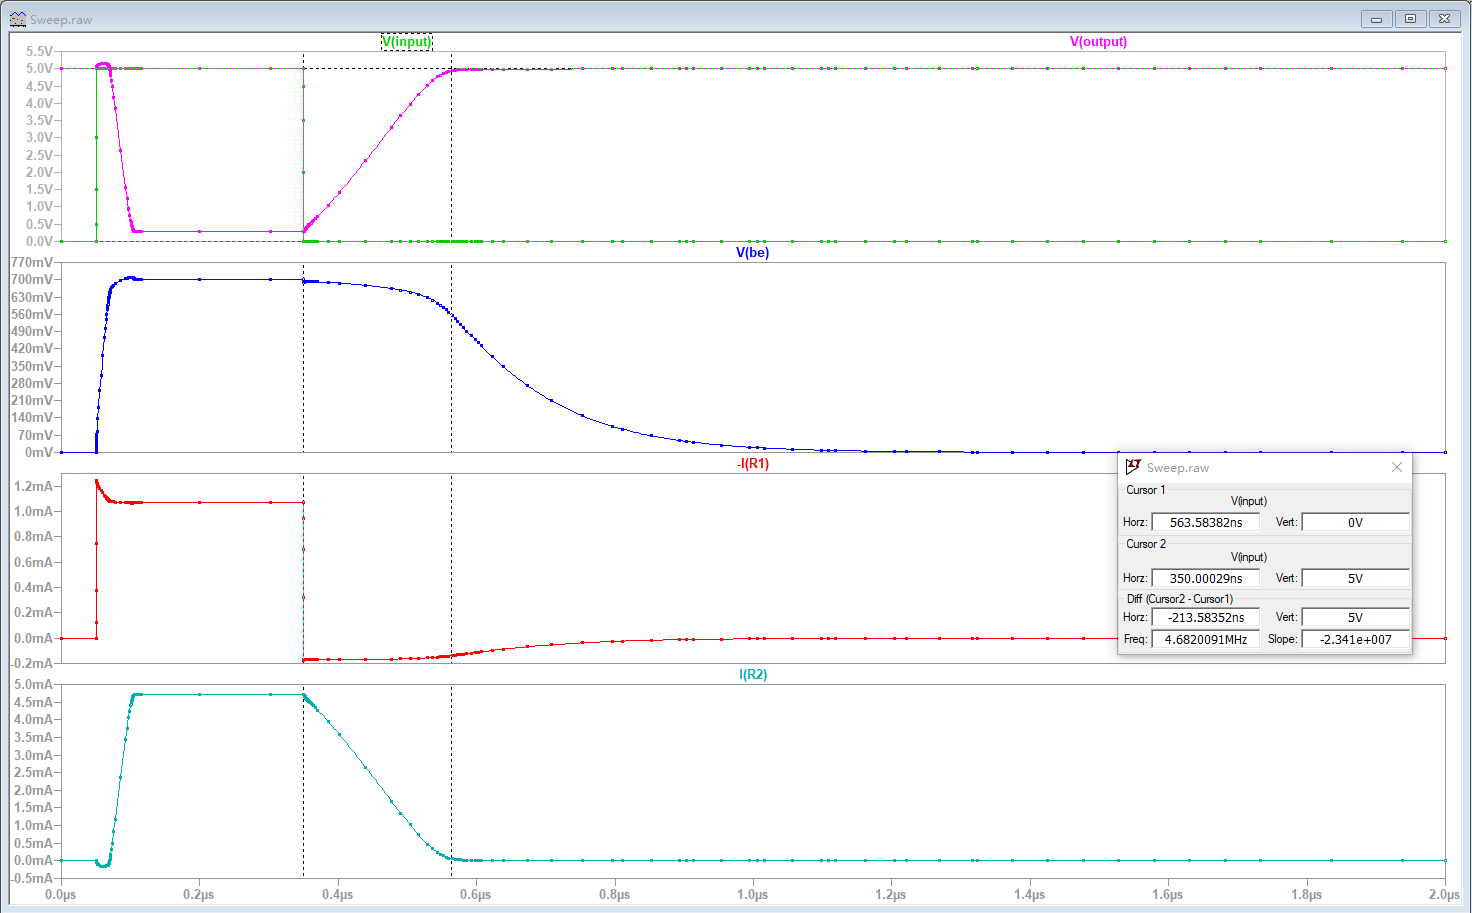 Sweep.raw
V(input) V(output)
5.5V
5.0V
4.5V
4.0V
3.5V
3.0V
2.5V
2.0V
1.5V
1.0V
0.5V
0.0V
V(be)
770mV
700mV
630mV
560mV
490mV
420mV
350mV
280mV
210mV
140mV
70mV
0mV
-I(R1)
1.2mA
1.0mA
0.8mA
0.6mA
0.4mA
0.2mA
0.0mA
-0.2mA
Sweep.raw
Cursor 1
V(input)
Horz: 563.58382ns Vert: 0V
Cursor 2
V(input)
Horz: 350.00029ns Vert: 5V
Diff (Cursor2 - Cursor1)
Horz: -213.58352ns Vert: 5V
Freq: 4.6820091MHz Slope: -2.341e+007
I(R2)
5.0mA
4.5mA
4.0mA
3.5mA
3.0mA
2.5mA
2.0mA
1.5mA
1.0mA
0.5mA
0.0mA
-0.5mA
0.0µs 0.2µs 0.4µs 0.6µs 0.8µs 1.0µs 1.2µs 1.4µs 1.6µs 1.8µs 2.0µs